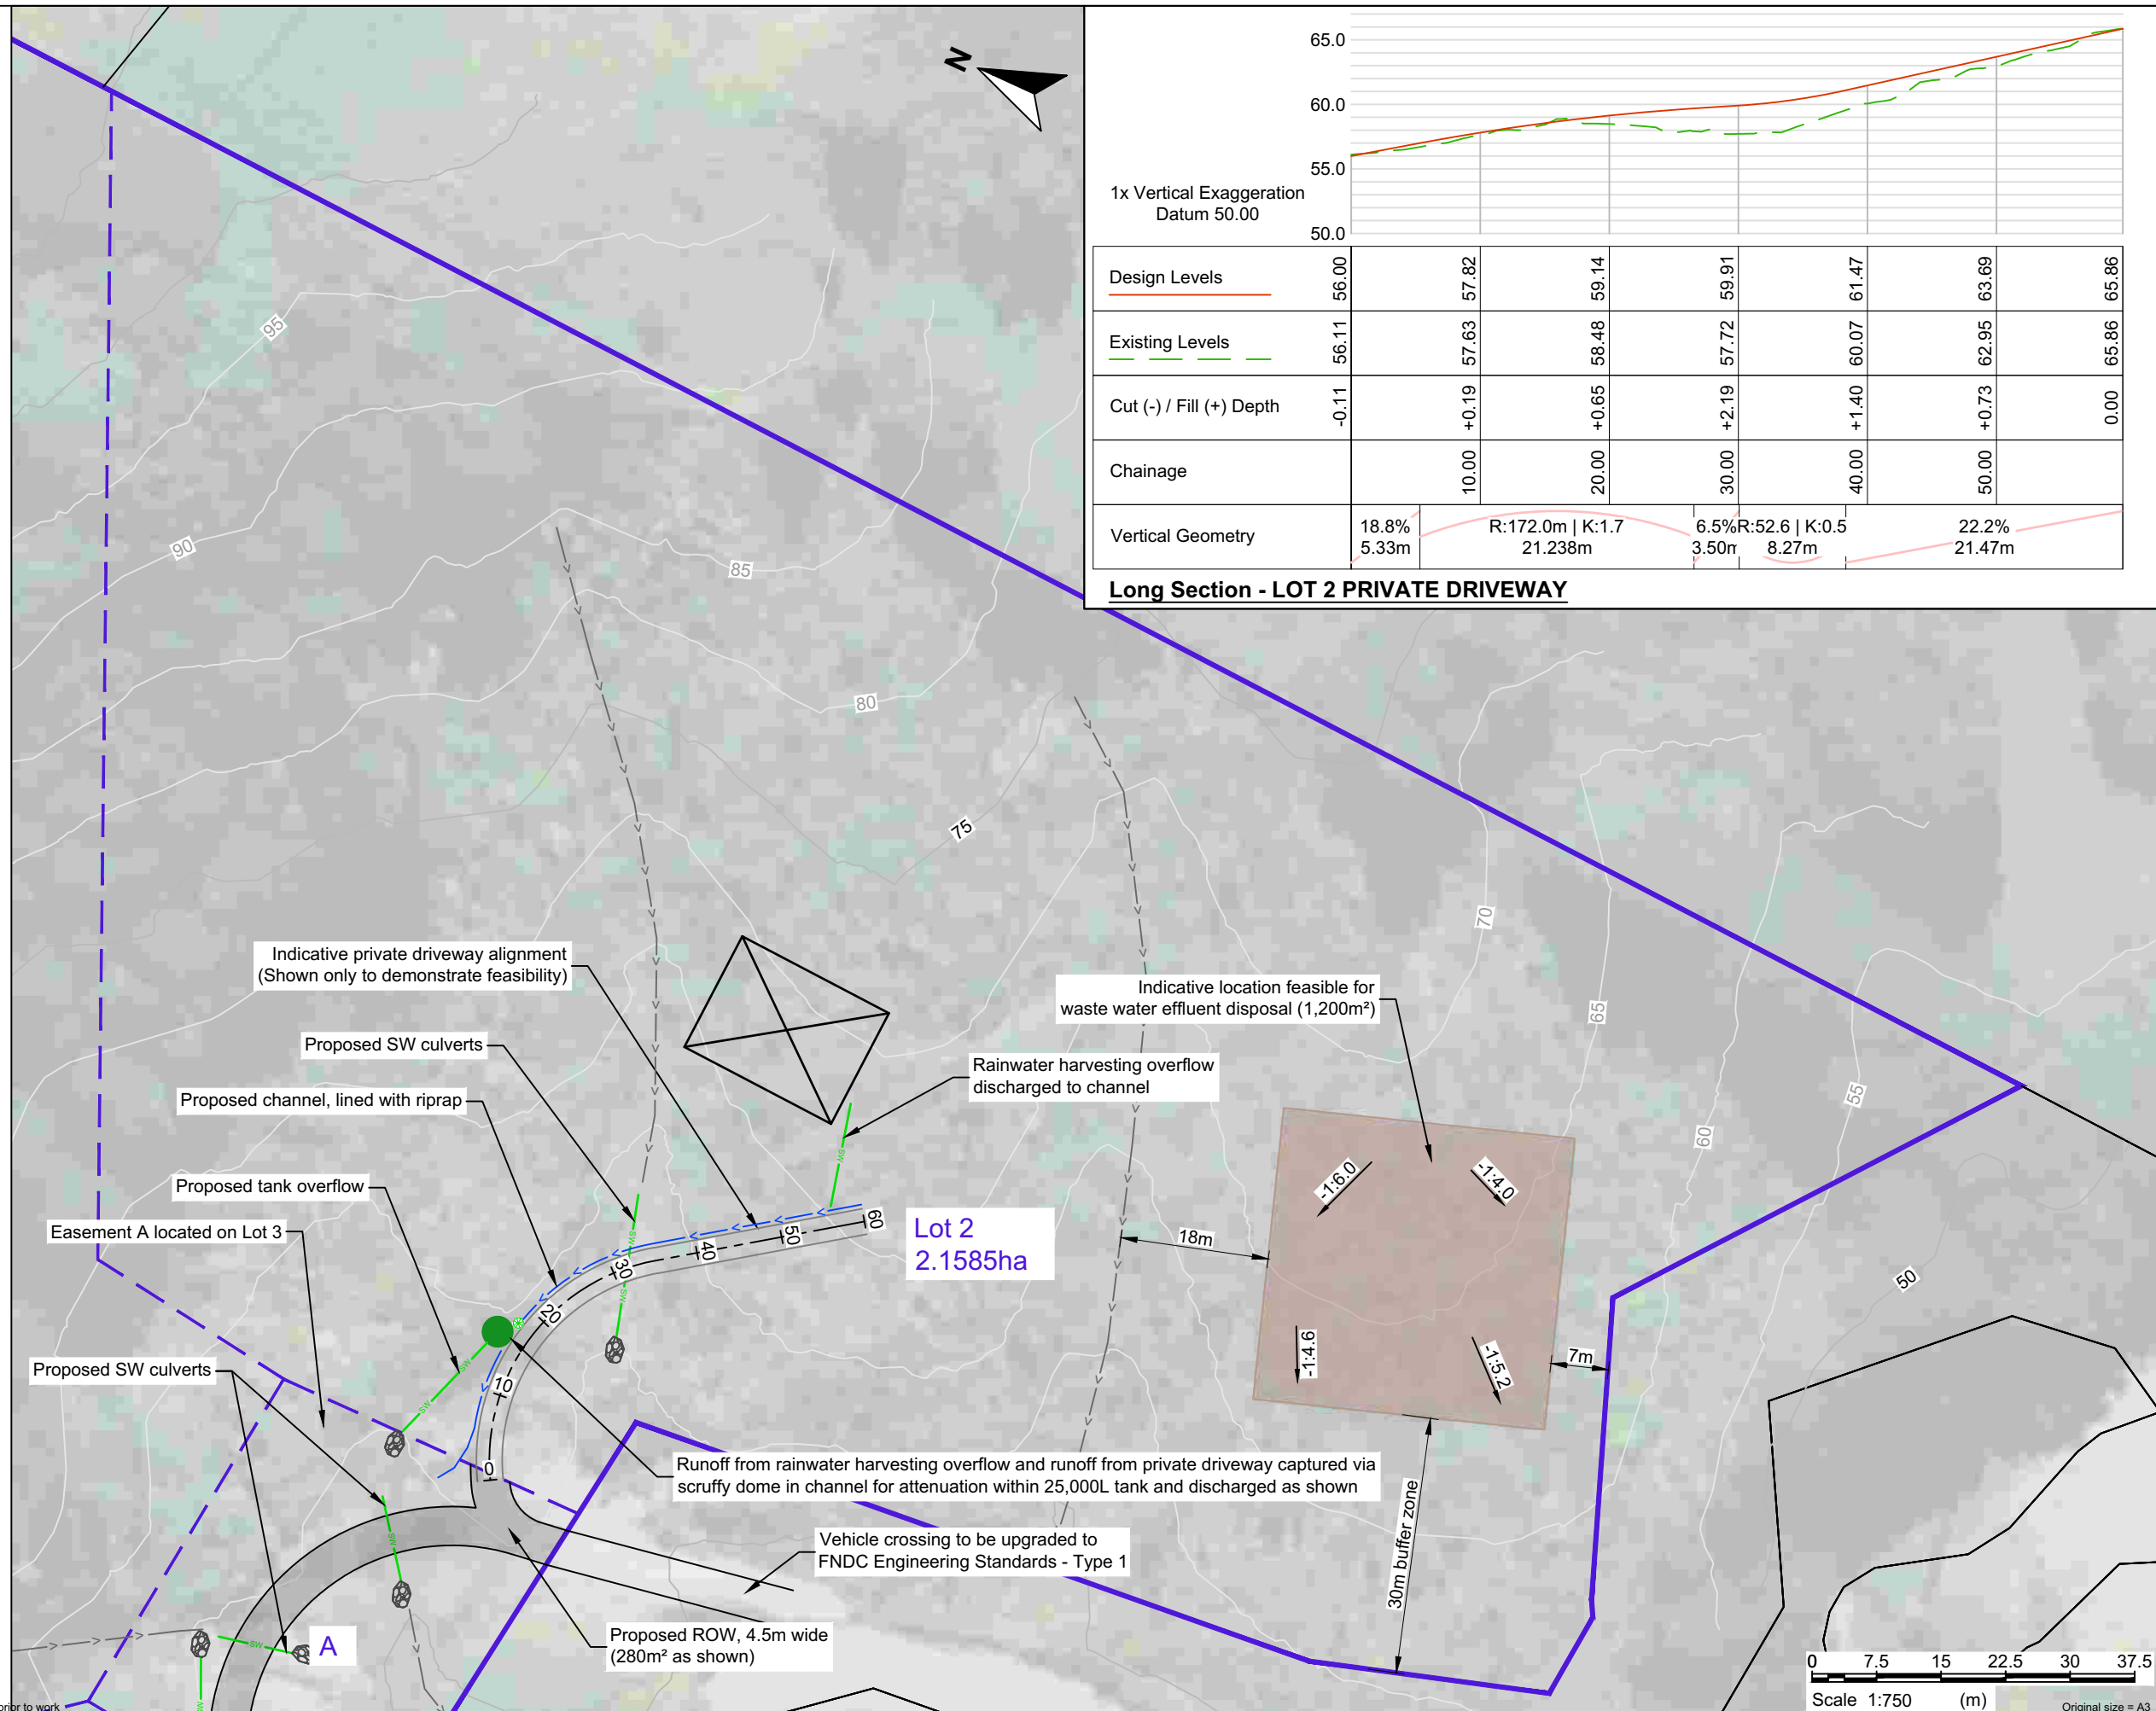 N
65.0
60.0
55.0
50.0
1x Vertical Exaggeration
Datum 50.00
Design Levels 56.00 57.82 59.14 59.91 61.47 63.69 65.86
Existing Levels 56.11 57.63 58.48 57.72 60.07 62.95 65.86
Cut (-) / Fill (+) Depth -0.11 +0.19 +0.65 +2.19 +1.40 +0.73 0.00
Chainage 10.00 20.00 30.00 40.00 50.00
Vertical Geometry
18.8%
5.33m
R:172.0m | K:1.7
21.238m
6.5%
3.50m
R:52.6 | K:0.5
8.27m
22.2%
21.47m
Long Section - LOT 2 PRIVATE DRIVEWAY
95
90
85
80
75
70
65
60
55
50
Indicative private driveway alignment
(Shown only to demonstrate feasibility)
Proposed SW culverts
Proposed channel, lined with riprap
Proposed tank overflow
Easement A located on Lot 3
Proposed SW culverts
Indicative location feasible for
waste water effluent disposal (1,200m²)
Rainwater harvesting overflow
discharged to channel
-1:6.0
-1:4.0
-1:4.6
-1:5.2
18m
7m
30m buffer zone
Lot 2
2.1585ha
0
10
20
30
40
50
60
SW
SW
SW
SW
SW
SW
SW
Runoff from rainwater harvesting overflow and runoff from private driveway captured via
scruffy dome in channel for attenuation within 25,000L tank and discharged as shown
Vehicle crossing to be upgraded to
FNDC Engineering Standards - Type 1
Proposed ROW, 4.5m wide
(280m² as shown)
A
0 7.5 15 22.5 30 37.5
Scale 1:750 (m)
Original size = A3
prior to work